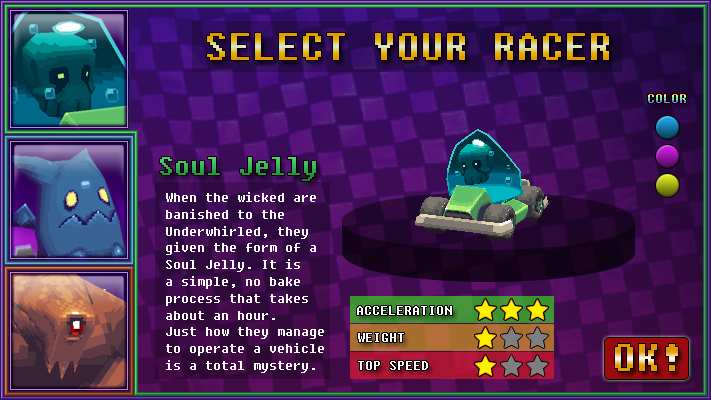 SELECT YOUR RACER
COLOR
Soul Jelly
When the wicked are
banished to the
Underwhirled, they
given the form of a
Soul Jelly. It is
a simple, no bake
process that takes
about an hour.
Just how they manage
to operate a vehicle
is a total mystery.
ACCELERATION
WEIGHT
TOP SPEED
OK!